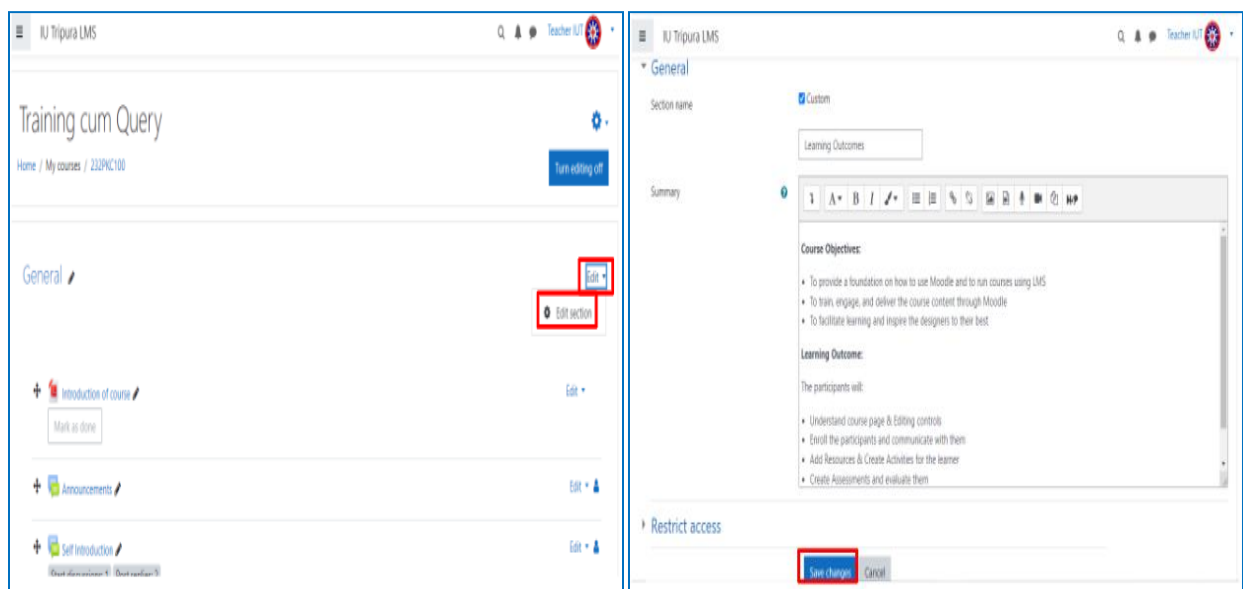 IU Tripura LMS
Teacher IUT
Training cum Query
Home / My courses / 232PKC100
Turn editing off
General
Edit
Edit section
Introduction of course
Edit
Mark as done
Announcements
Edit
Self Introduction
Edit
IU Tripura LMS
Teacher IUT
General
Section name
Custom
Learning Outcomes
Summary
A B I H-P
Course Objectives:
• To provide a foundation on how to use Moodle and to run courses using LMS
• To train, engage, and deliver the course content through Moodle
• To facilitate learning and inspire the designers to their best
Learning Outcome:
The participants will:
• Understand course page & Editing controls
• Enroll the participants and communicate with them
• Add Resources & Create Activities for the learner
• Create Assessments and evaluate them
Restrict access
Save changes Cancel